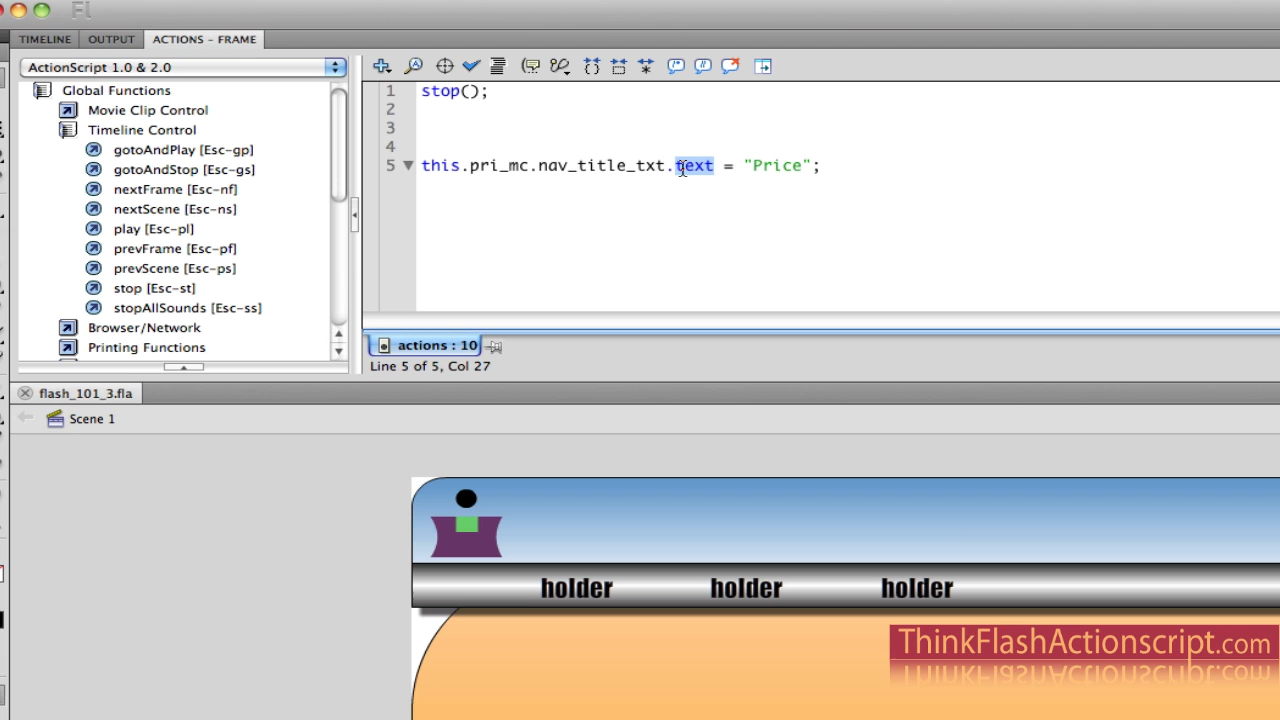 Fl
TIMELINE OUTPUT ACTIONS - FRAME
ActionScript 1.0 & 2.0
Global Functions
Movie Clip Control
Timeline Control
gotoAndPlay [Esc-gp]
gotoAndStop [Esc-gs]
nextFrame [Esc-nf]
nextScene [Esc-ns]
play [Esc-pl]
prevFrame [Esc-pf]
prevScene [Esc-ps]
stop [Esc-st]
stopAllSounds [Esc-ss]
Browser/Network
Printing Functions
1 stop();
2
3
4
5 this.pri_mc.nav_title_txt.text = "Price";
actions : 10
Line 5 of 5, Col 27
flash_101_3.fla
Scene 1
holder holder holder
ThinkFlashActionscript.com